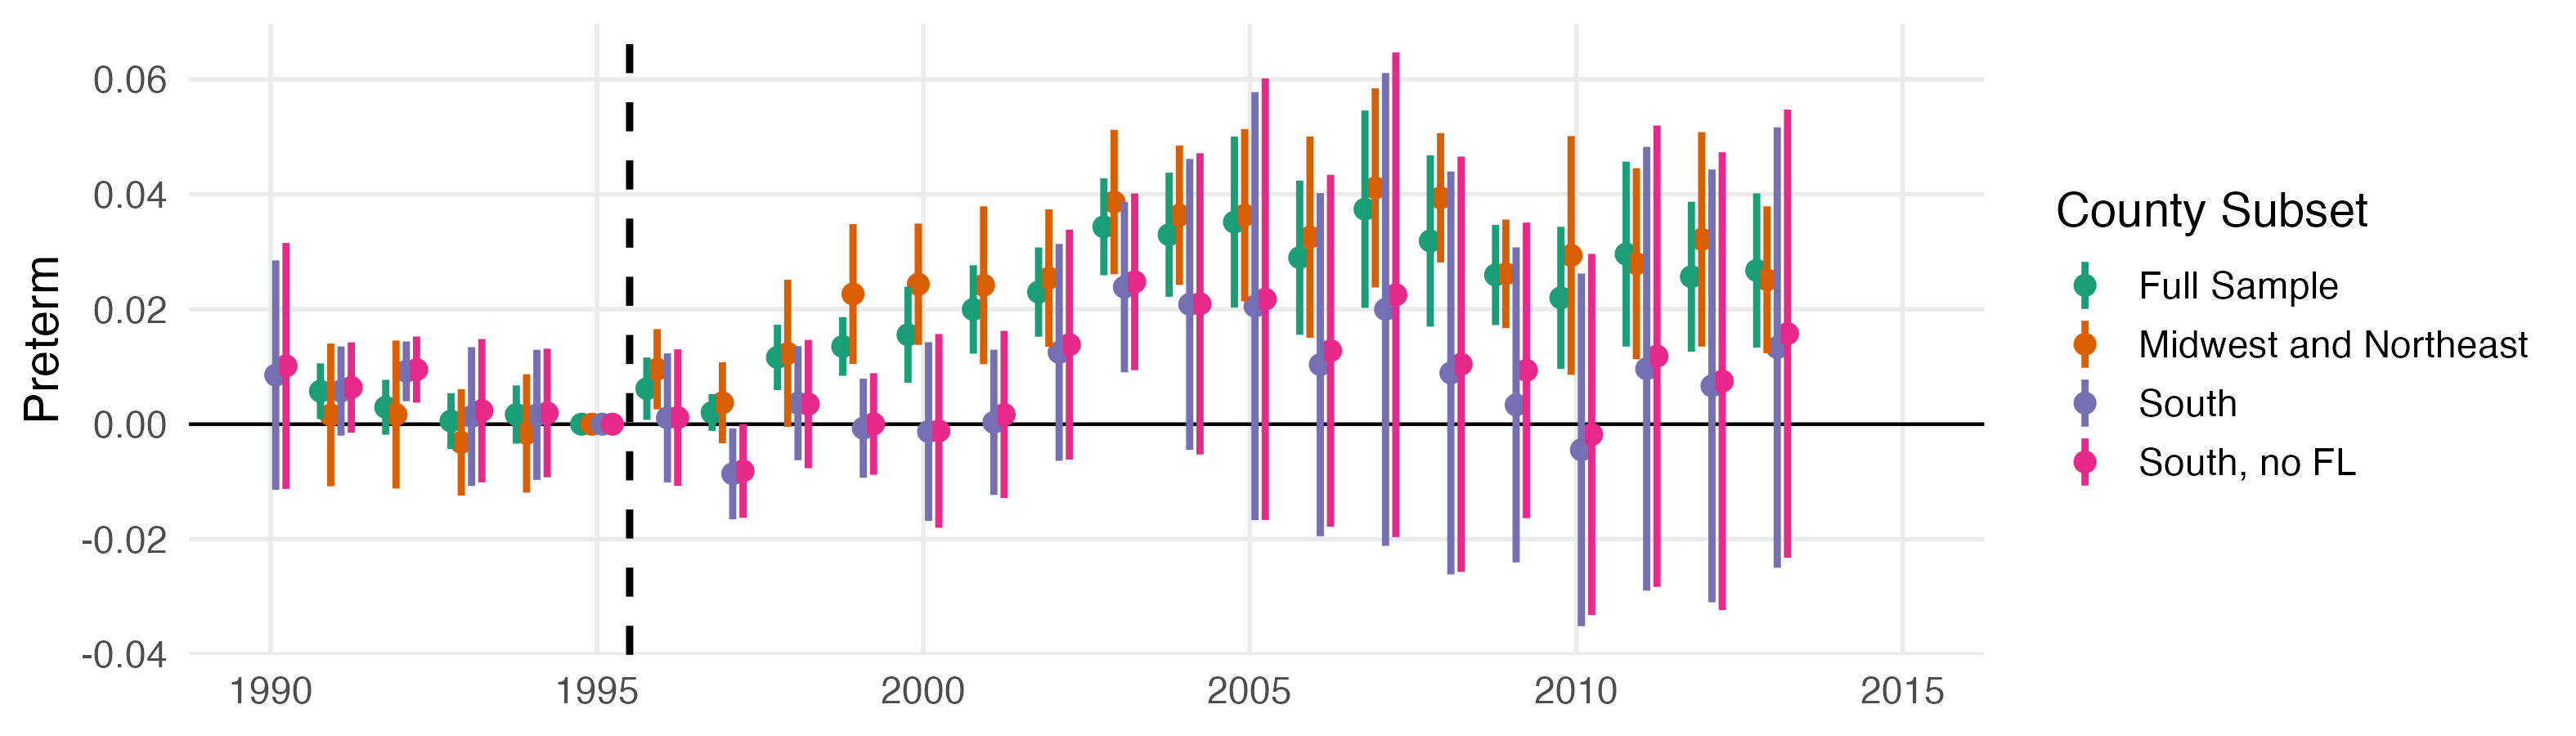 Preterm
0.06
0.04
0.02
0.00
-0.02
-0.04
1990 1995 2000 2005 2010 2015
County Subset
Full Sample
Midwest and Northeast
South
South, no FL